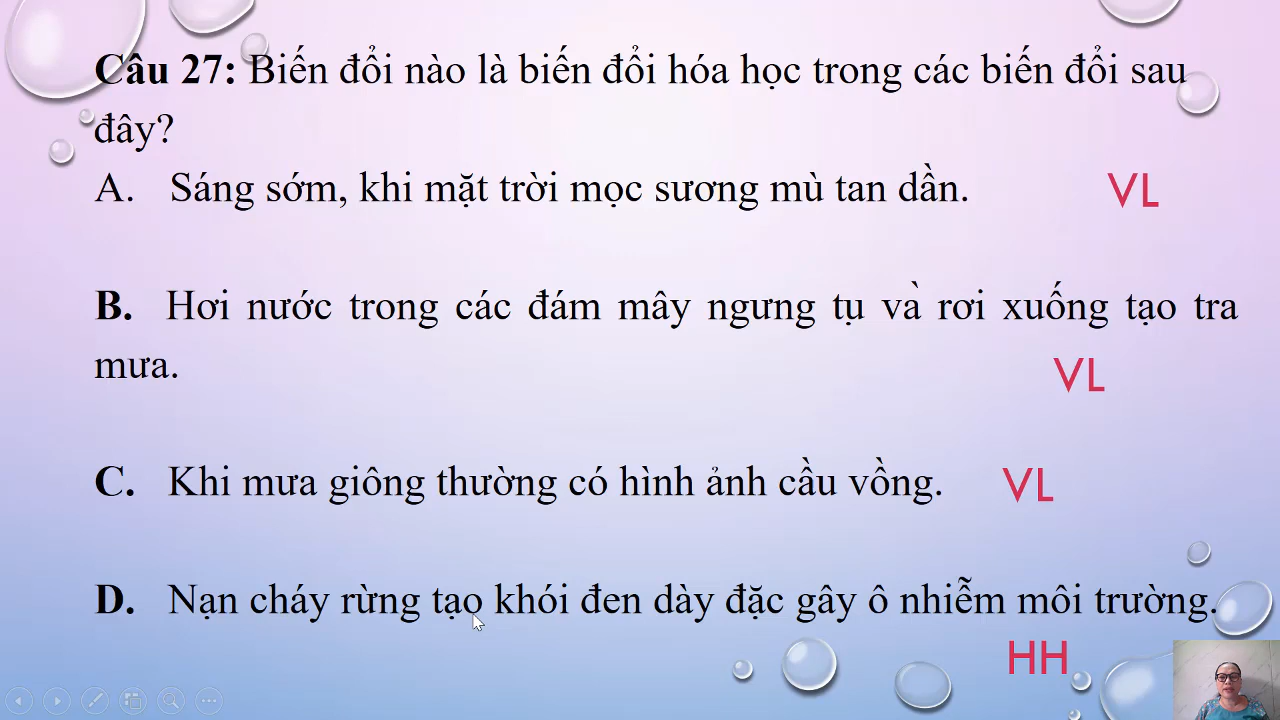 Câu 27: Biến đổi nào là biến đổi hóa học trong các biến đổi sau
đây?
A. Sáng sớm, khi mặt trời mọc sương mù tan dần.
VL
B. Hơi nước trong các đám mây ngưng tụ và rơi xuống tạo tra
mưa.
VL
C. Khi mưa giông thường có hình ảnh cầu vồng.
VL
D. Nạn cháy rừng tạo khói đen dày đặc gây ô nhiễm môi trường.
HH